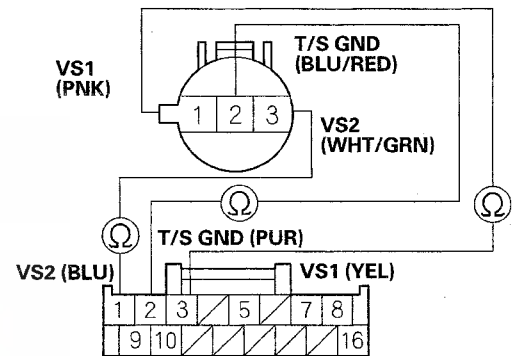 T/S GND
(BLU/RED)
VS1
(PNK)
1 2 3
VS2
(WHT/GRN)
Ω
Ω
Ω
T/S GND (PUR)
VS2 (BLU)
VS1 (YEL)
1 2 3 5 7 8
9 10 16